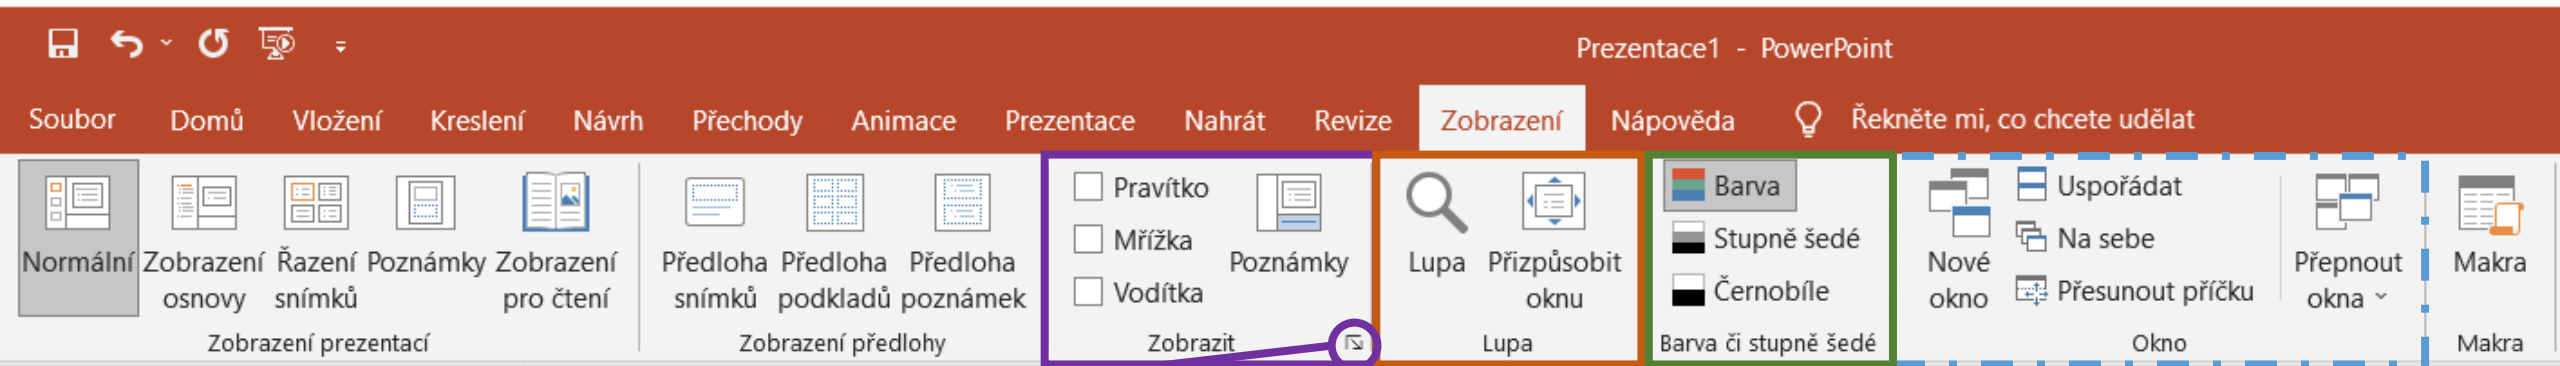 Prezentace1 - PowerPoint
Soubor Domů Vložení Kreslení Návrh Přechody Animace Prezentace Nahrát Revize Zobrazení Nápověda Řekněte mi, co chcete udělat
Normální
Zobrazení osnovy
Řazení snímků
Poznámky
Zobrazení pro čtení
Zobrazení prezentací
Předloha snímků
Předloha podkladů
Předloha poznámek
Zobrazení předlohy
Pravítko
Mřížka
Vodítka
Poznámky
Zobrazit
Lupa
Přizpůsobit oknu
Lupa
Barva
Stupně šedé
Černobíle
Barva či stupně šedé
Nové okno
Uspořádat
Na sebe
Přesunout příčku
Přepnout okna
Okno
Makra
Makra